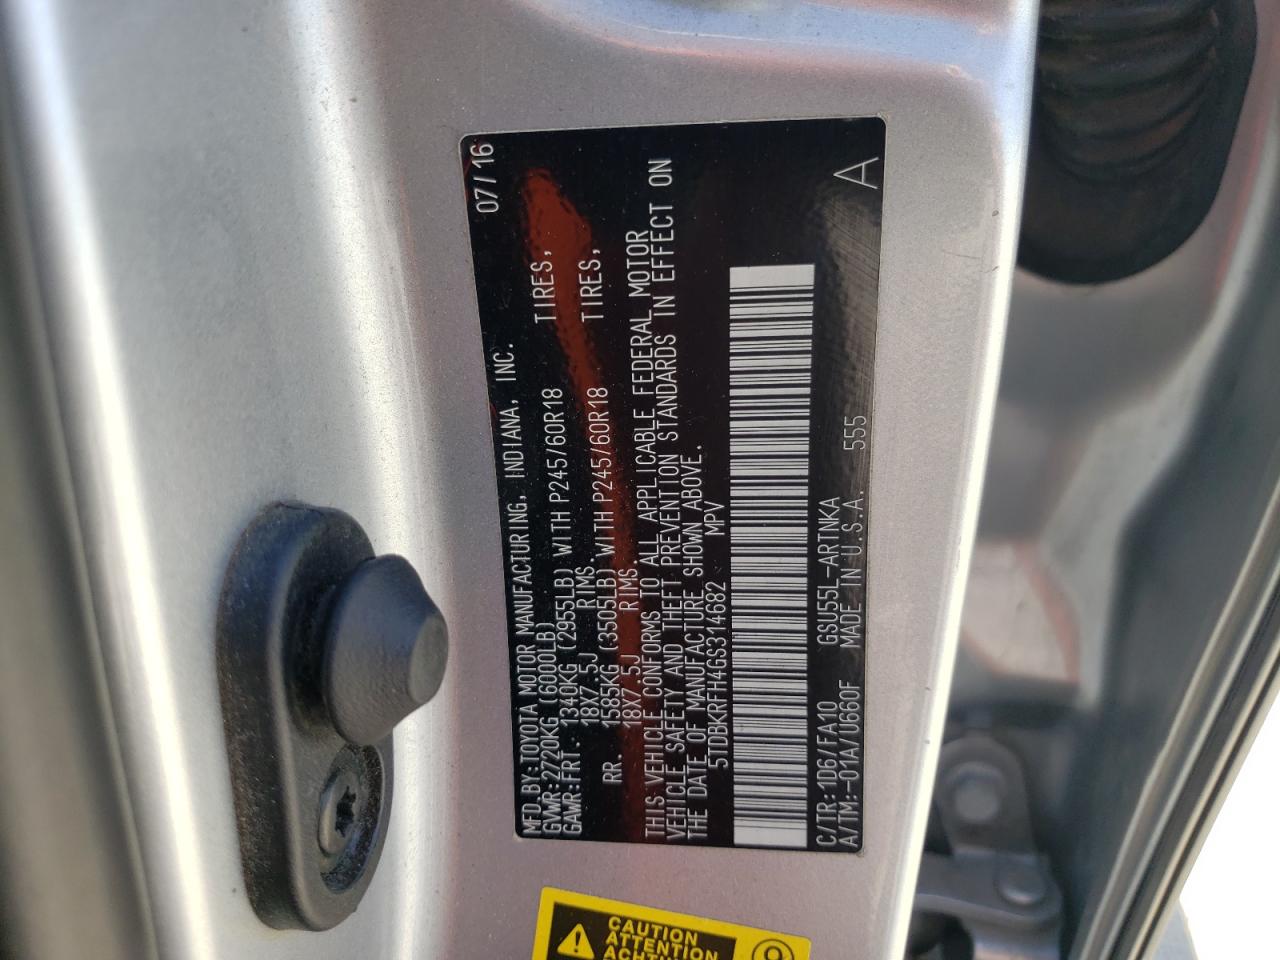 07/16
MFD.BY:TOYOTA MOTOR MANUFACTURING, INDIANA, INC.
GVWR:2720KG (6000LB)
GAWR:FRT. 1340KG (2955LB) WITH P245/60R18 TIRES,
18X7.5J RIMS,
RR. 1585KG (3505LB) WITH P245/60R18 TIRES,
18X7.5J RIMS.
THIS VEHICLE CONFORMS TO ALL APPLICABLE FEDERAL MOTOR
VEHICLE SAFETY AND THEFT PREVENTION STANDARDS IN EFFECT ON
THE DATE OF MANUFACTURE SHOWN ABOVE.
5TDBKRFH4GS314682 MPV
C/TR:1D6/FA10 GSU55L-ARTNKA
A/TM:-01A/U660F MADE IN U.S.A. 555
A
CAUTION
ATTENTION
ACHTUNG